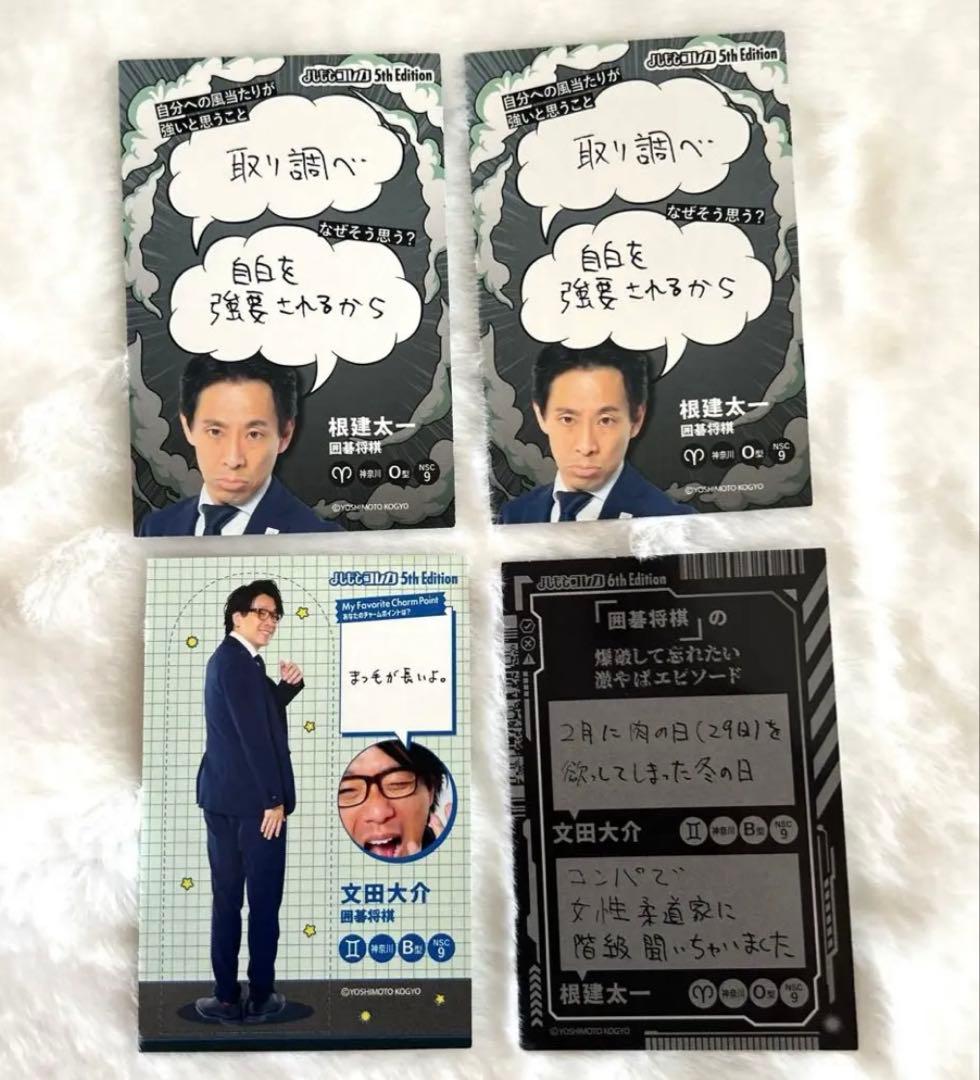 よしもとコレカ 5th Edition
自分への風当たりが
強いと思うこと
取り調べ
なぜそう思う?
自白を
強要されるから
根建太一
囲碁将棋
♈ 神奈川 O型 NSC 9
©YOSHIMOTO KOGYO
よしもとコレカ 5th Edition
自分への風当たりが
強いと思うこと
取り調べ
なぜそう思う?
自白を
強要されるから
根建太一
囲碁将棋
♈ 神奈川 O型 NSC 9
©YOSHIMOTO KOGYO
よしもとコレカ 5th Edition
My Favorite Charm Point
あなたのチャームポイントは?
まつ毛が長いよ。
文田大介
囲碁将棋
♊ 神奈川 B型 NSC 9
©YOSHIMOTO KOGYO
よしもとコレカ 6th Edition
「囲碁将棋」の
爆破して忘れたい
激やばエピソード
2月に肉の日(29日)を
欲してしまった冬の日
文田大介 ♊ 神奈川 B型 NSC 9
コンパで
女性柔道家に
階級聞いちゃいました
根建太一 ♈ 神奈川 O型 NSC 9
©YOSHIMOTO KOGYO